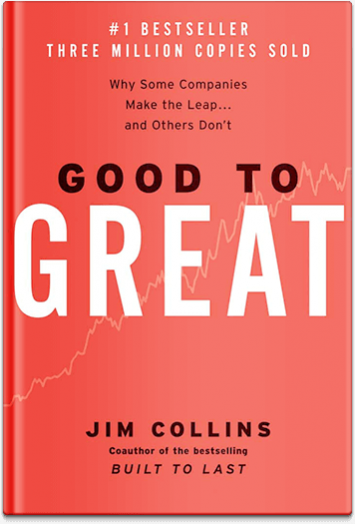 #1 BESTSELLER
THREE MILLION COPIES SOLD
Why Some Companies
Make the Leap...
and Others Don't
GOOD TO
GREAT
JIM COLLINS
Coauthor of the bestselling
BUILT TO LAST